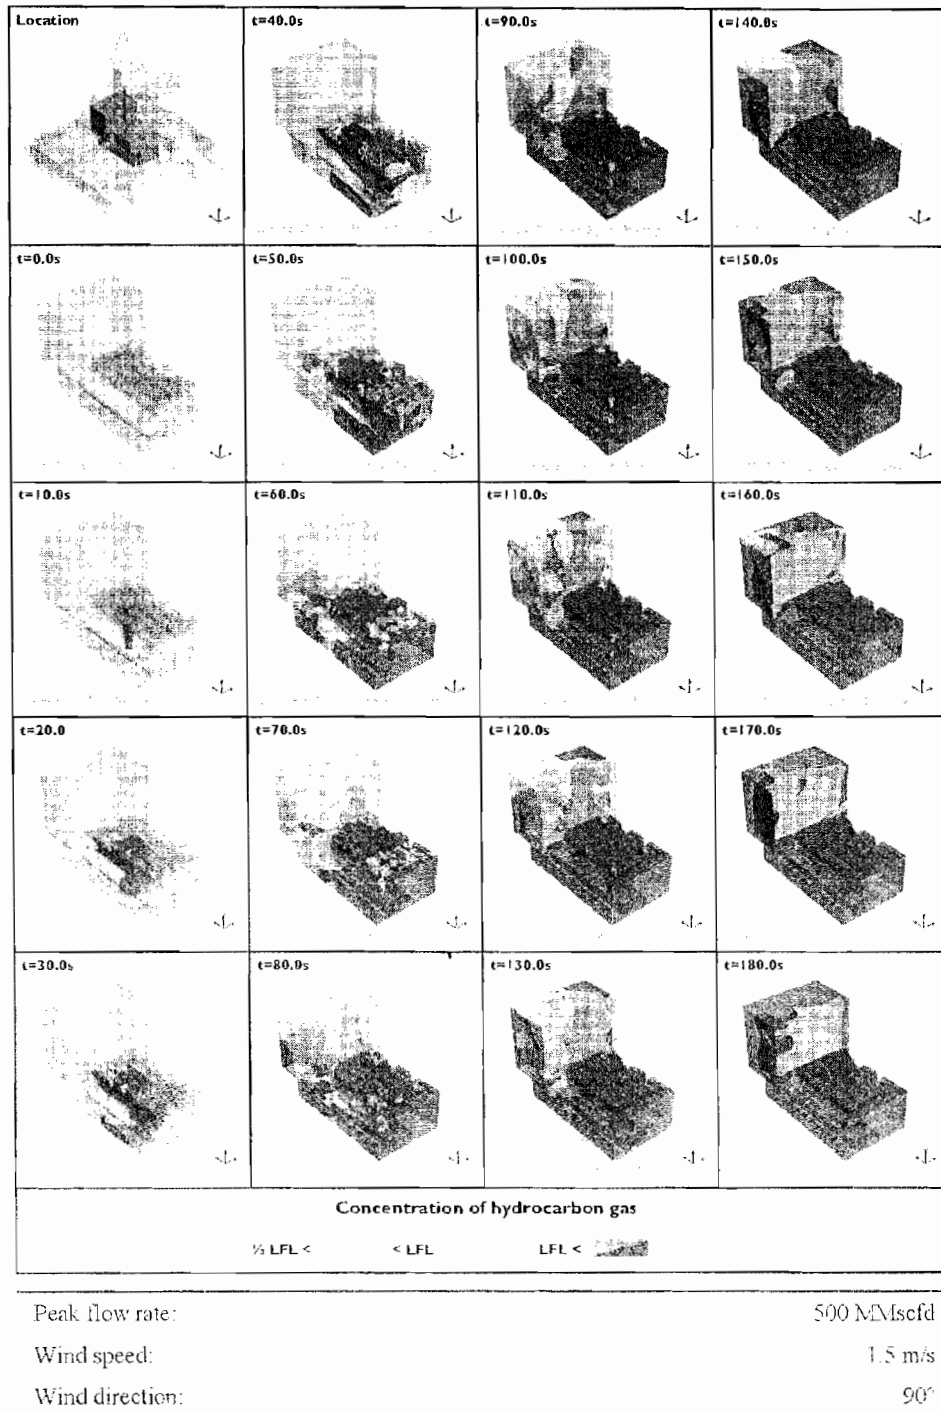 Location
t=40.0s
t=90.0s
t=140.0s
t=0.0s
t=50.0s
t=100.0s
t=150.0s
t=10.0s
t=60.0s
t=110.0s
t=160.0s
t=20.0
t=70.0s
t=120.0s
t=170.0s
t=30.0s
t=80.0s
t=130.0s
t=180.0s
Concentration of hydrocarbon gas
½ LFL < < LFL LFL <
Peak flow rate: 500 MMscfd
Wind speed: 1.5 m/s
Wind direction: 90°